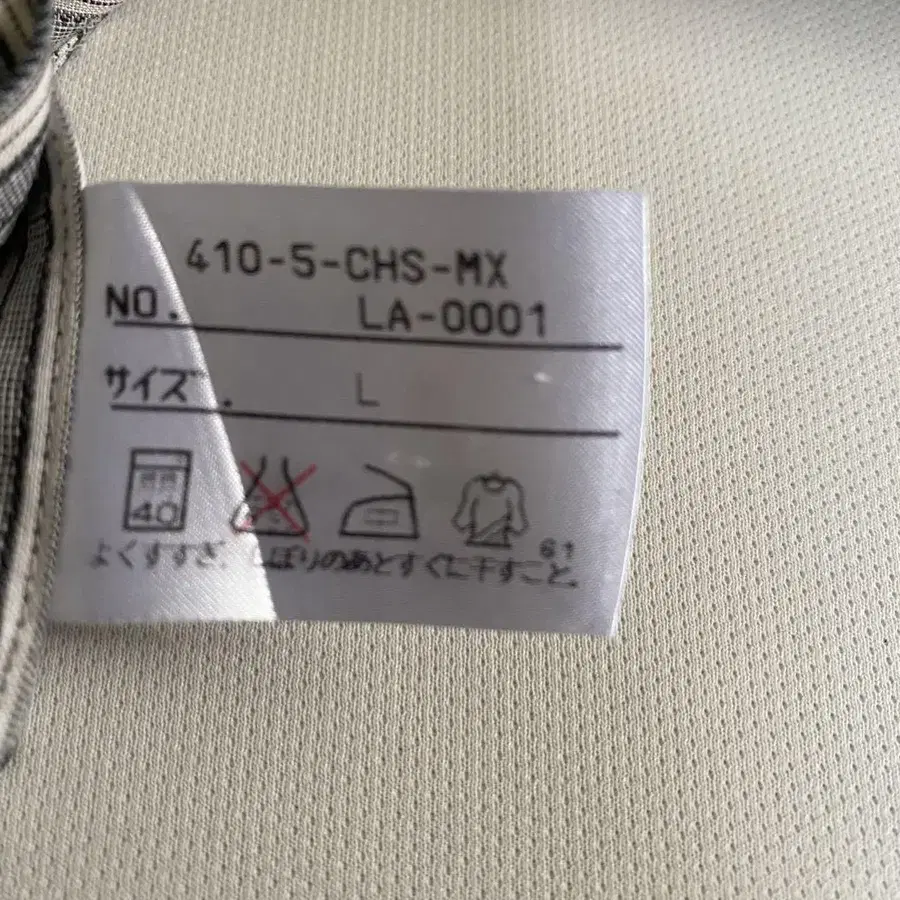 410-5-CHS-MX
NO. LA-0001
サイズ. L
40
61
よくすすぎ、しぼりのあとすぐに干すこと。